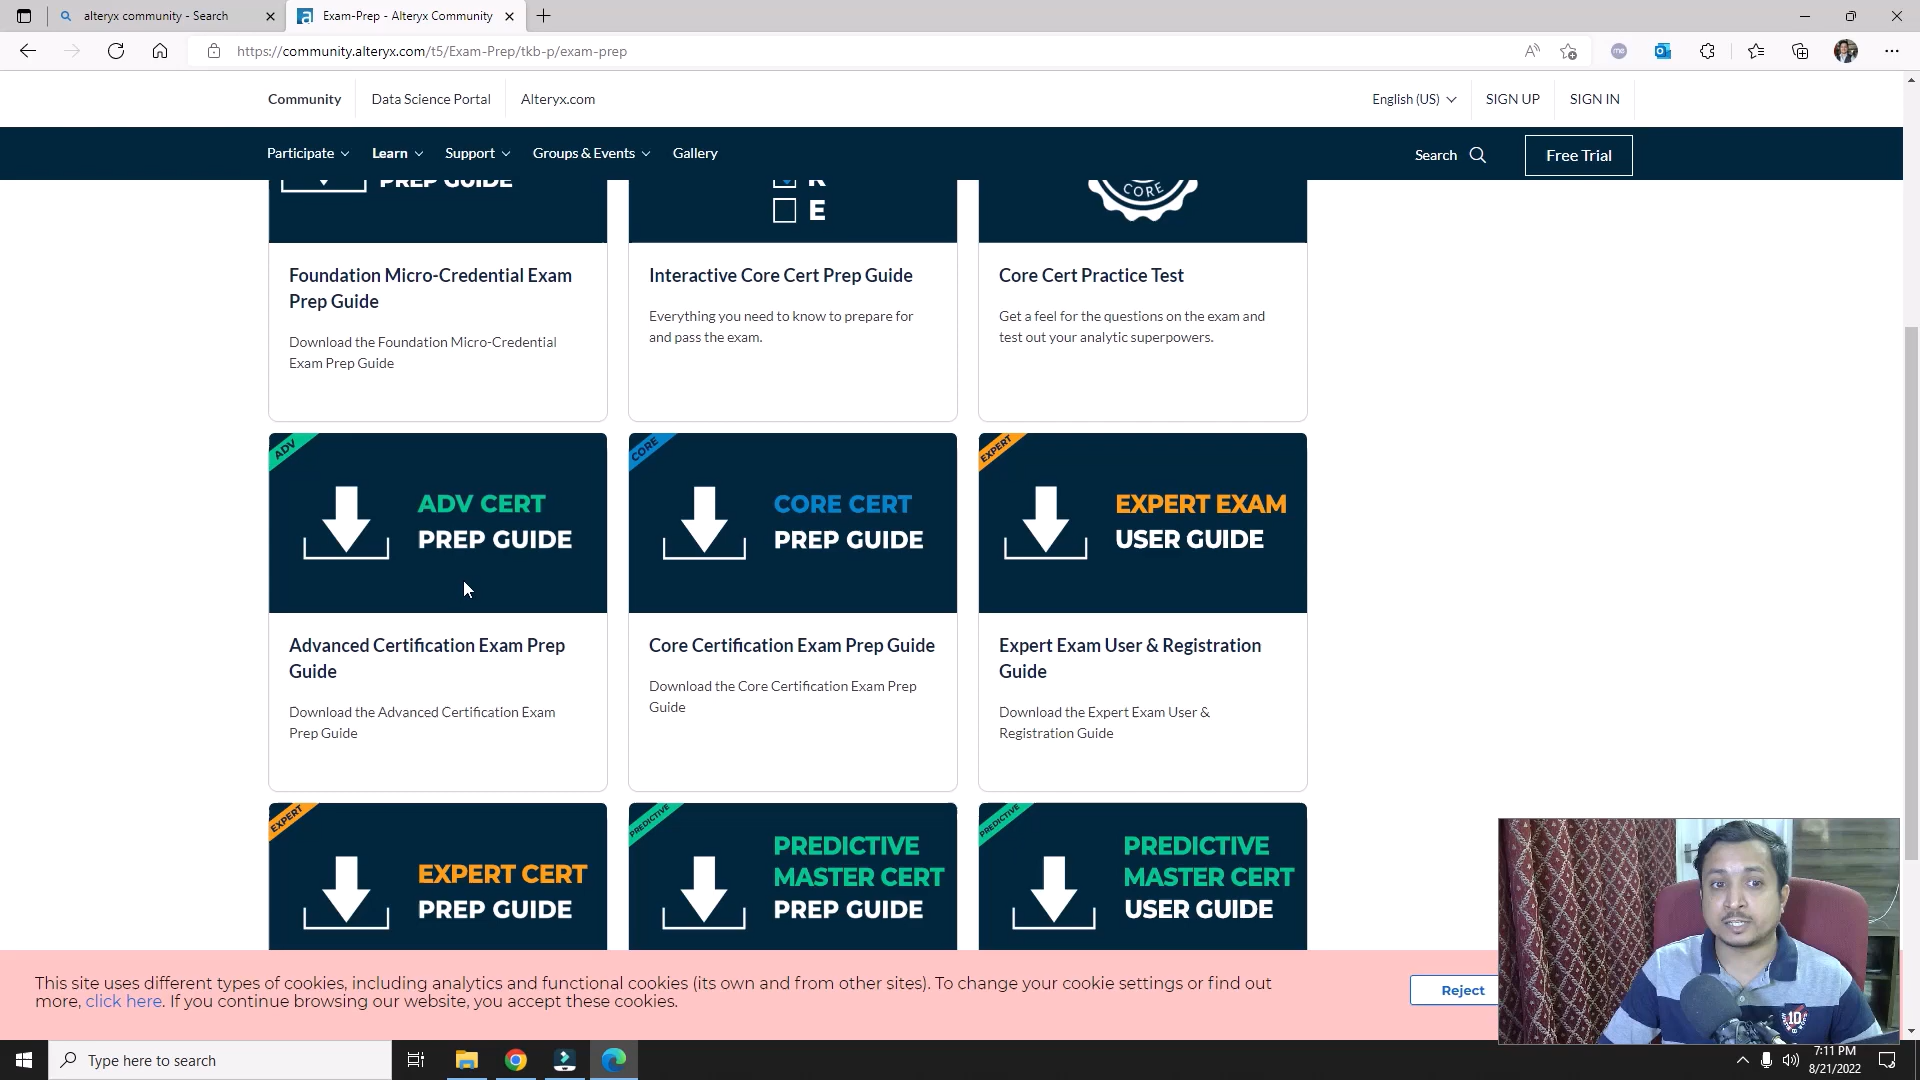 alteryx community - Search
Exam-Prep - Alteryx Community
https://community.alteryx.com/t5/Exam-Prep/tkb-p/exam-prep
Community
Data Science Portal
Alteryx.com
English (US)
SIGN UP
SIGN IN
Participate
Learn
Support
Groups & Events
Gallery
Search
Free Trial
PREP GUIDE
R
E
CORE
Foundation Micro-Credential Exam
Prep Guide
Download the Foundation Micro-Credential
Exam Prep Guide
Interactive Core Cert Prep Guide
Everything you need to know to prepare for
and pass the exam.
Core Cert Practice Test
Get a feel for the questions on the exam and
test out your analytic superpowers.
ADV
ADV CERT
PREP GUIDE
Advanced Certification Exam Prep
Guide
Download the Advanced Certification Exam
Prep Guide
CORE
CORE CERT
PREP GUIDE
Core Certification Exam Prep Guide
Download the Core Certification Exam Prep
Guide
EXPERT
EXPERT EXAM
USER GUIDE
Expert Exam User & Registration
Guide
Download the Expert Exam User &
Registration Guide
EXPERT
EXPERT CERT
PREP GUIDE
PREDICTIVE
PREDICTIVE
MASTER CERT
PREP GUIDE
PREDICTIVE
PREDICTIVE
MASTER CERT
USER GUIDE
This site uses different types of cookies, including analytics and functional cookies (its own and from other sites). To change your cookie settings or find out
more, click here. If you continue browsing our website, you accept these cookies.
Reject
10
Type here to search
7:11 PM
8/21/2022